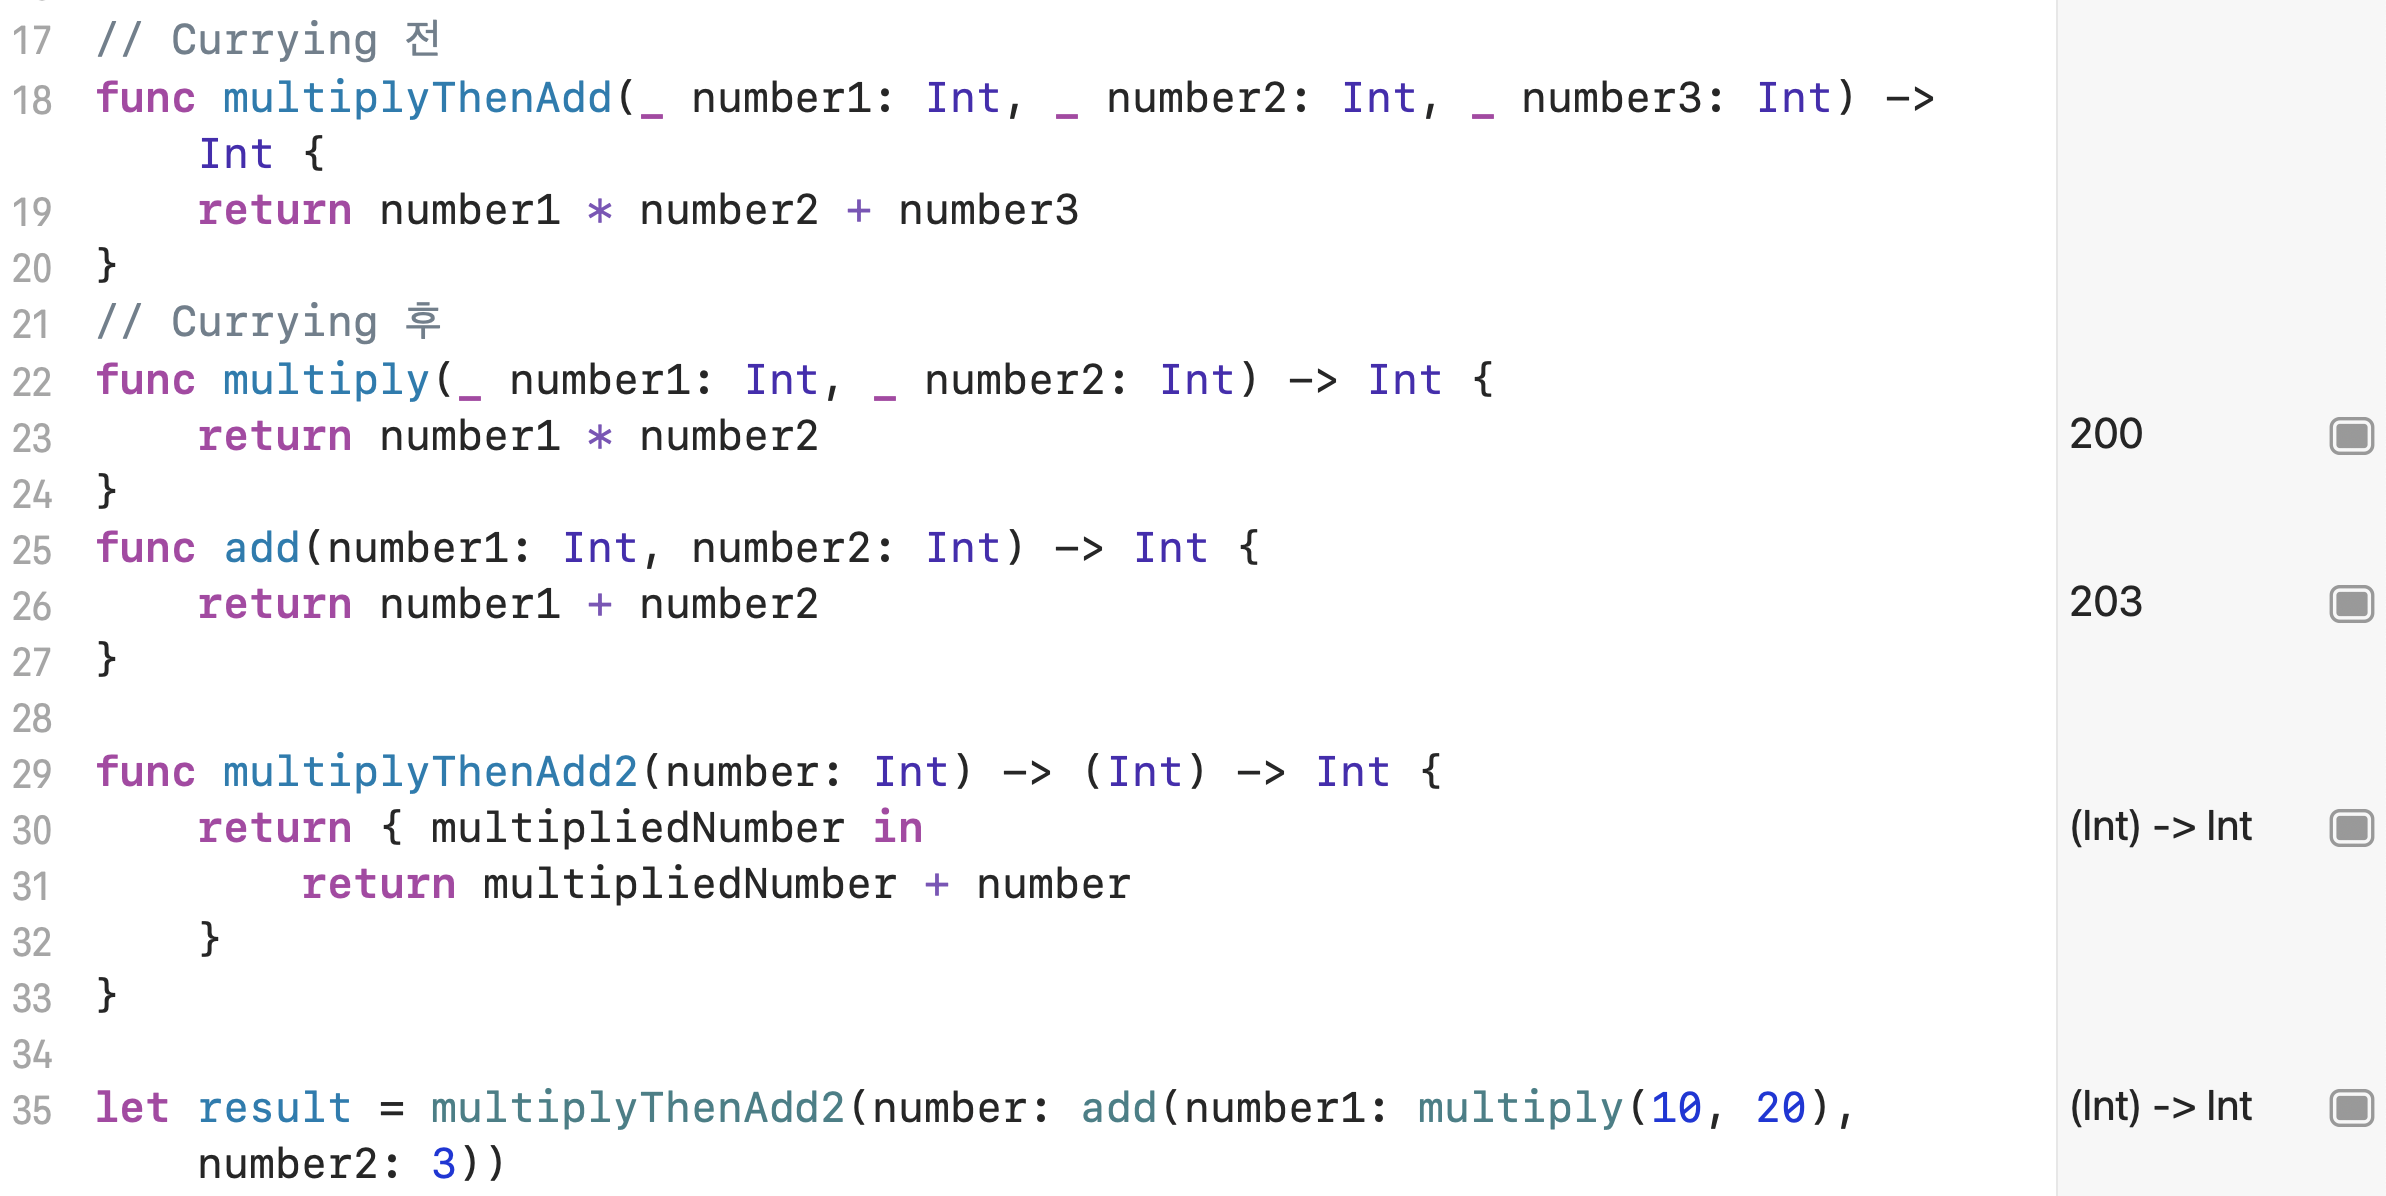 17 // Currying 전
18 func multiplyThenAdd(_ number1: Int, _ number2: Int, _ number3: Int) ->
Int {
19 return number1 * number2 + number3
20 }
21 // Currying 후
22 func multiply(_ number1: Int, _ number2: Int) -> Int {
23 return number1 * number2 200
24 }
25 func add(number1: Int, number2: Int) -> Int {
26 return number1 + number2 203
27 }
28
29 func multiplyThenAdd2(number: Int) -> (Int) -> Int {
30 return { multipliedNumber in (Int) -> Int
31 return multipliedNumber + number
32 }
33 }
34
35 let result = multiplyThenAdd2(number: add(number1: multiply(10, 20), (Int) -> Int
number2: 3))